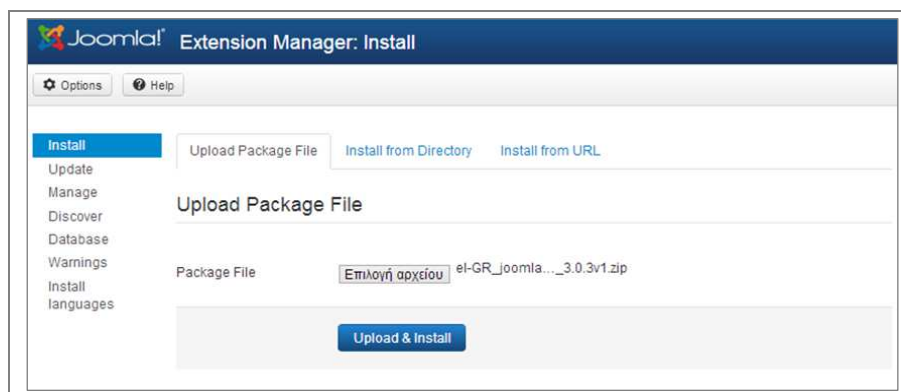 Joomla! Extension Manager: Install
Options Help
Install
Update
Manage
Discover
Database
Warnings
Install
languages
Upload Package File Install from Directory Install from URL
Upload Package File
Package File Επιλογή αρχείου el-GR_joomla..._3.0.3v1.zip
Upload & Install